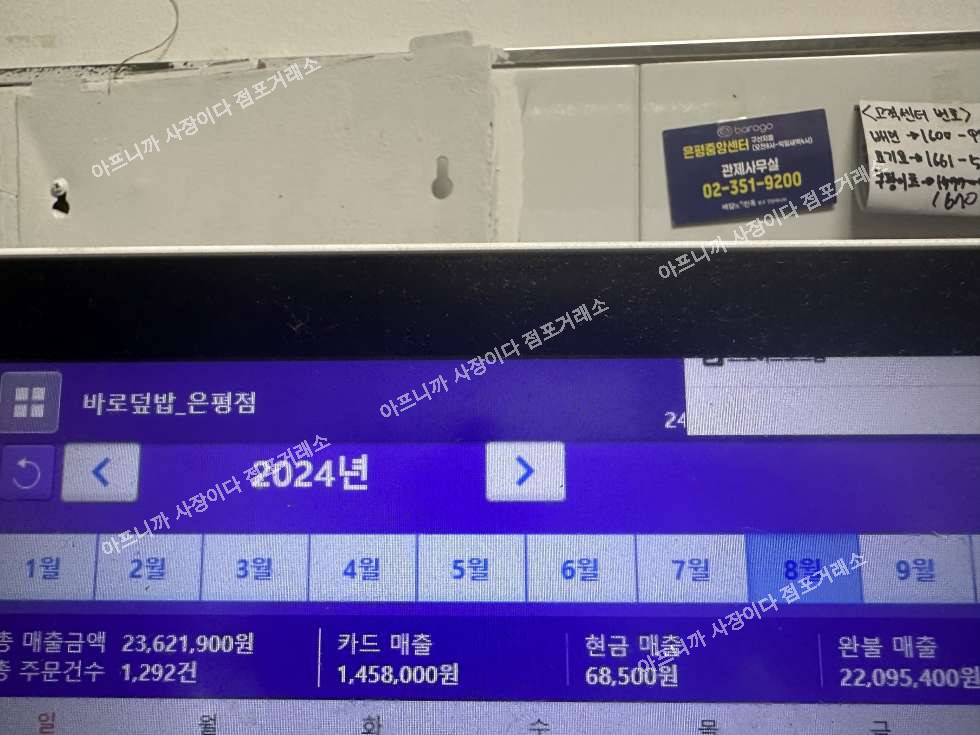 barogo
은평중앙센터
관제사무실
02-351-9200
<고객센터 번호>
배민 →1600-9
요기요→1661-5
바로덮밥_은평점
24
2024년
1월 2월 3월 4월 5월 6월 7월 8월 9월
총 매출금액 23,621,900원
총 주문건수 1,292건
카드 매출
1,458,000원
현금 매출
68,500원
완불 매출
22,095,400원
일 월 화 수 목 금
아프니까 사장이다 점포거래소
아프니까 사장이다 점포거래소
아프니까 사장이다 점포거래소
아프니까 사장이다 점포거래소
아프니까 사장이다 점포거래소